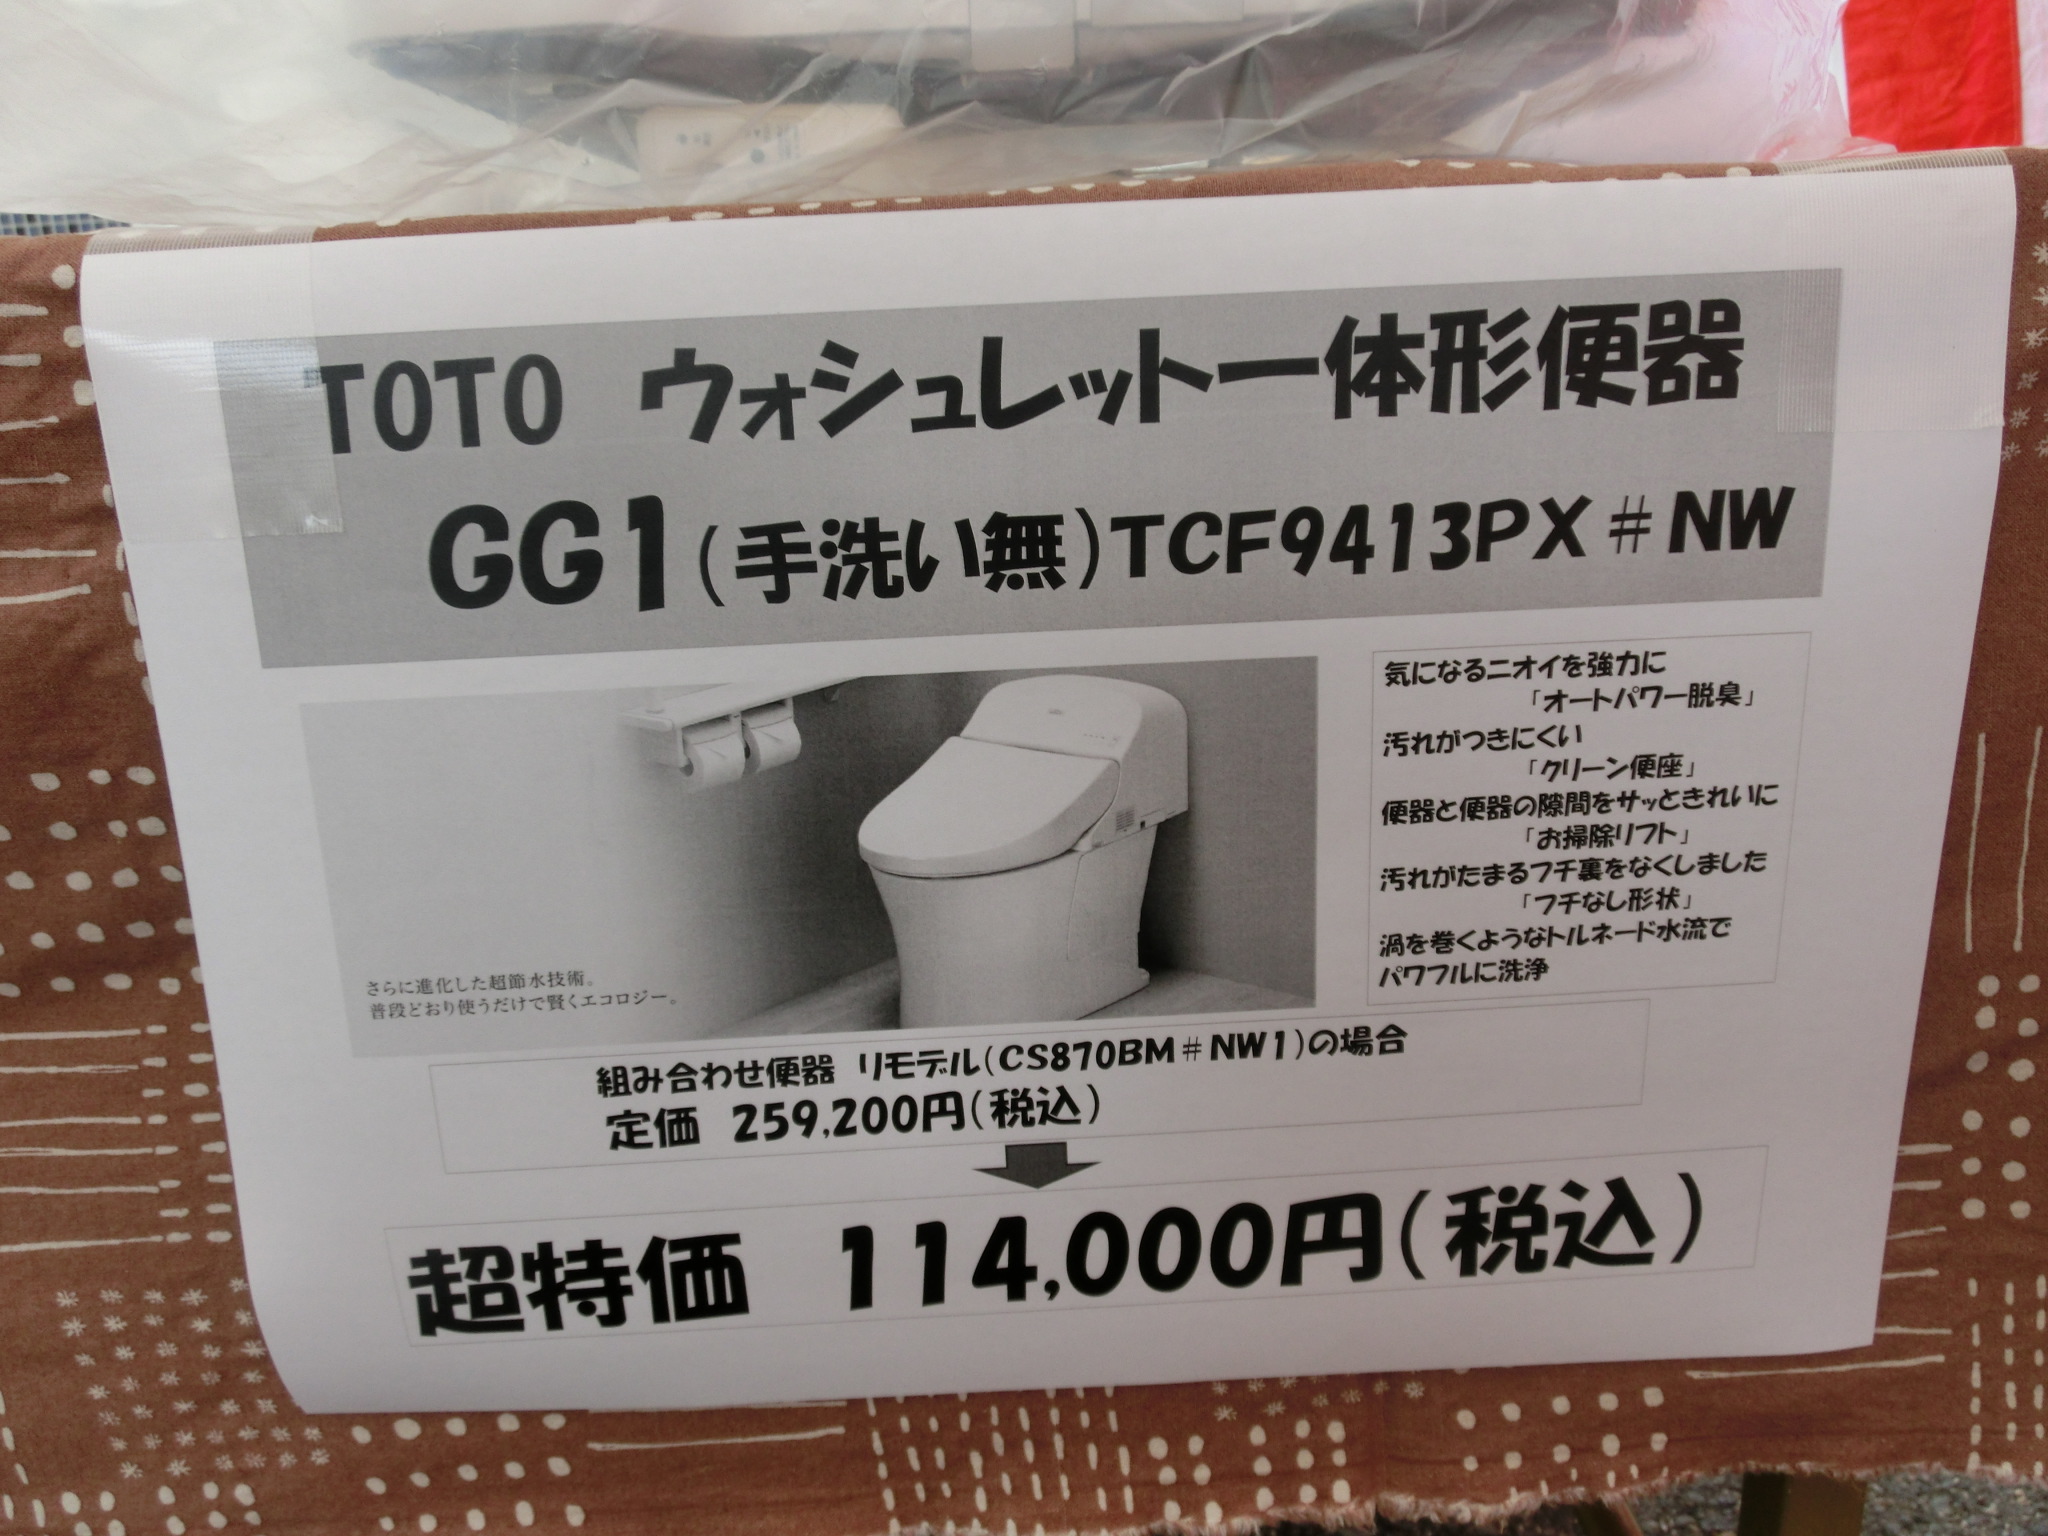 TOTO ウォシュレット一体形便器
GG1(手洗い無)TCF9413PX#NW
気になるニオイを強力に
「オートパワー脱臭」
汚れがつきにくい
「クリーン便座」
便器と便器の隙間をサッときれいに
「お掃除リフト」
汚れがたまるフチ裏をなくしました
「フチなし形状」
渦を巻くようなトルネード水流で
パワフルに洗浄
さらに進化した超節水技術。
普段どおり使うだけで賢くエコロジー。
組み合わせ便器 リモデル(CS870BM#NW1)の場合
定価 259,200円(税込)
超特価 114,000円(税込)